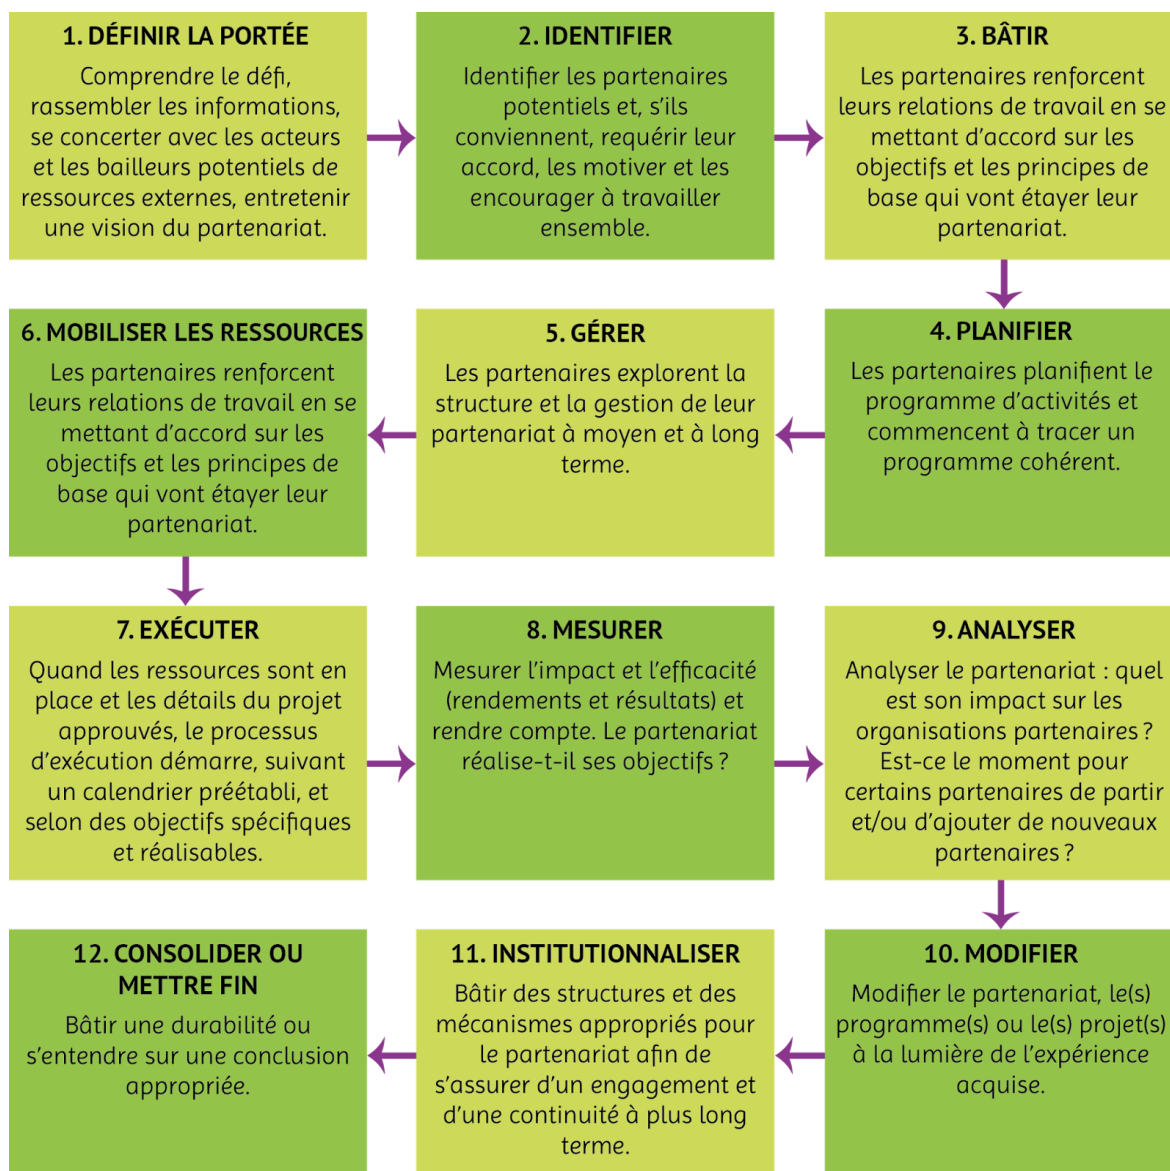 1. DÉFINIR LA PORTÉE
Comprendre le défi,
rassembler les informations,
se concerter avec les acteurs
et les bailleurs potentiels de
ressources externes, entretenir
une vision du partenariat.
2. IDENTIFIER
Identifier les partenaires
potentiels et, s’ils
conviennent, requérir leur
accord, les motiver et les
encourager à travailler
ensemble.
3. BÂTIR
Les partenaires renforcent
leurs relations de travail en se
mettant d’accord sur les
objectifs et les principes de
base qui vont étayer leur
partenariat.
4. PLANIFIER
Les partenaires planifient le
programme d’activités et
commencent à tracer un
programme cohérent.
5. GÉRER
Les partenaires explorent la
structure et la gestion de leur
partenariat à moyen et à long
terme.
6. MOBILISER LES RESSOURCES
Les partenaires renforcent
leurs relations de travail en se
mettant d’accord sur les
objectifs et les principes de
base qui vont étayer leur
partenariat.
7. EXÉCUTER
Quand les ressources sont en
place et les détails du projet
approuvés, le processus
d’exécution démarre, suivant
un calendrier préétabli, et
selon des objectifs spécifiques
et réalisables.
8. MESURER
Mesurer l’impact et l’efficacité
(rendements et résultats) et
rendre compte. Le partenariat
réalise-t-il ses objectifs ?
9. ANALYSER
Analyser le partenariat : quel
est son impact sur les
organisations partenaires ?
Est-ce le moment pour
certains partenaires de partir
et/ou d’ajouter de nouveaux
partenaires ?
10. MODIFIER
Modifier le partenariat, le(s)
programme(s) ou le(s) projet(s)
à la lumière de l’expérience
acquise.
11. INSTITUTIONNALISER
Bâtir des structures et des
mécanismes appropriés pour
le partenariat afin de
s’assurer d’un engagement et
d’une continuité à plus long
terme.
12. CONSOLIDER OU
METTRE FIN
Bâtir une durabilité ou
s’entendre sur une conclusion
appropriée.